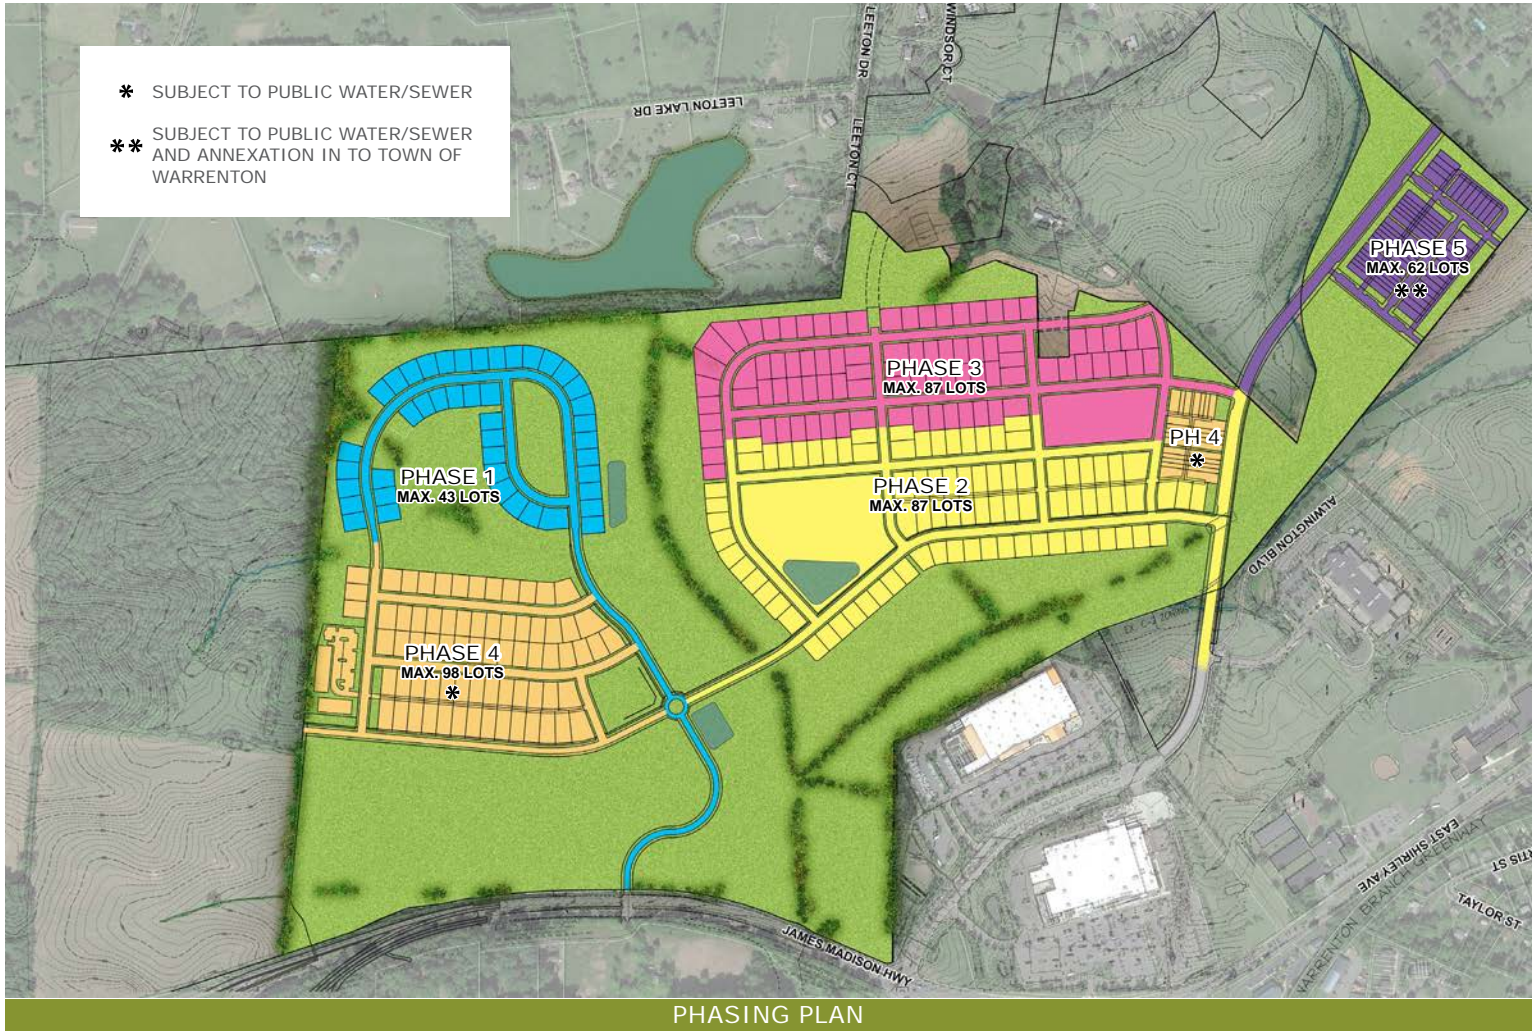 * SUBJECT TO PUBLIC WATER/SEWER
** SUBJECT TO PUBLIC WATER/SEWER
AND ANNEXATION IN TO TOWN OF
WARRENTON
LEETON DR
WINDSOR CT
LEETON LAKE DR
LEETON CT
PHASE 5
MAX. 62 LOTS
**
PHASE 3
MAX. 87 LOTS
PH 4
*
PHASE 1
MAX. 43 LOTS
PHASE 2
MAX. 87 LOTS
ALWINGTON BLVD
PHASE 4
MAX. 98 LOTS
*
EAST SHIRLEY AVE
WARRENTON BRANCH GREENWAY
TIS ST
TAYLOR ST
JAMES MADISON HWY
PHASING PLAN